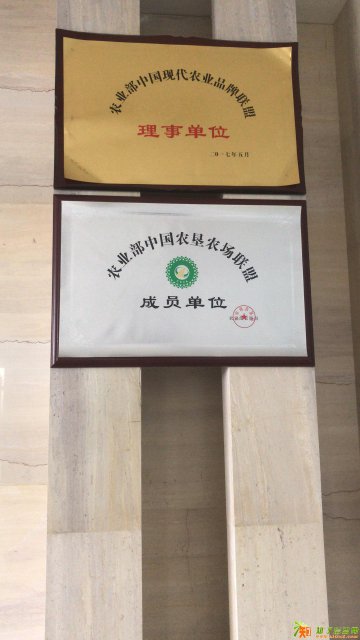 农业部中国现代农业品牌联盟
理事单位
二〇一七年五月
农业部中国农垦农场联盟
成员单位